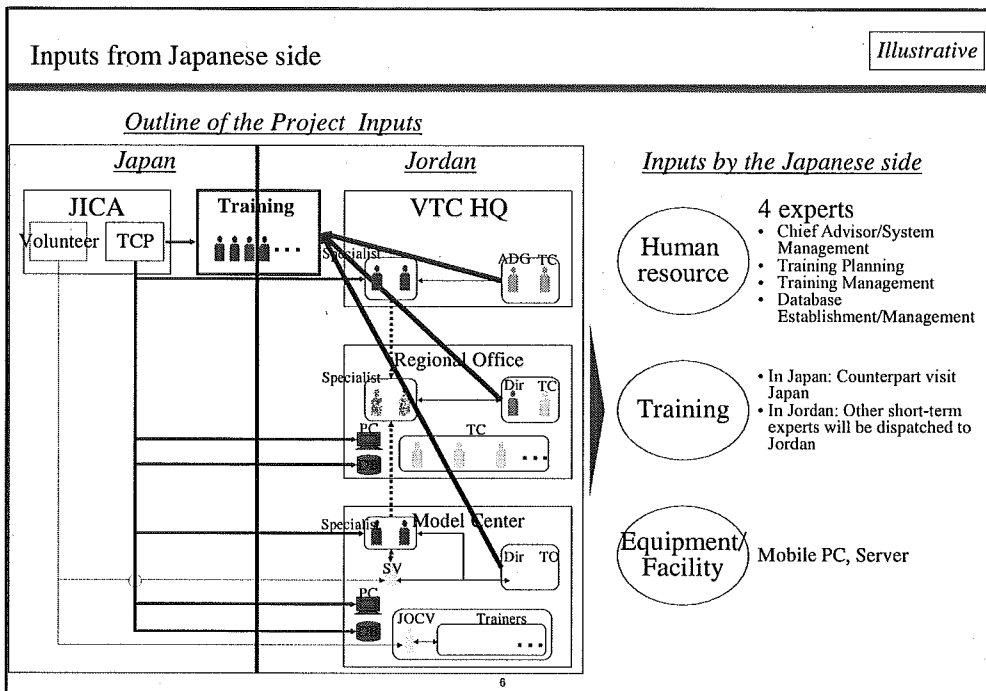 Inputs from Japanese side
Illustrative
Outline of the Project Inputs
Japan
Jordan
JICA
Volunteer
TCP
Training
VTC HQ
Specialist
ADG TC
Regional Office
Specialist
Dir TC
PC
TC
DB
Model Center
Specialist
Dir TO
SV
PC
DB
JOCV
Trainers
Inputs by the Japanese side
Human
resource
4 experts
• Chief Advisor/System
Management
• Training Planning
• Training Management
• Database
Establishment/Management
Training
• In Japan: Counterpart visit
Japan
• In Jordan: Other short-term
experts will be dispatched to
Jordan
Equipment/
Facility
Mobile PC, Server
6